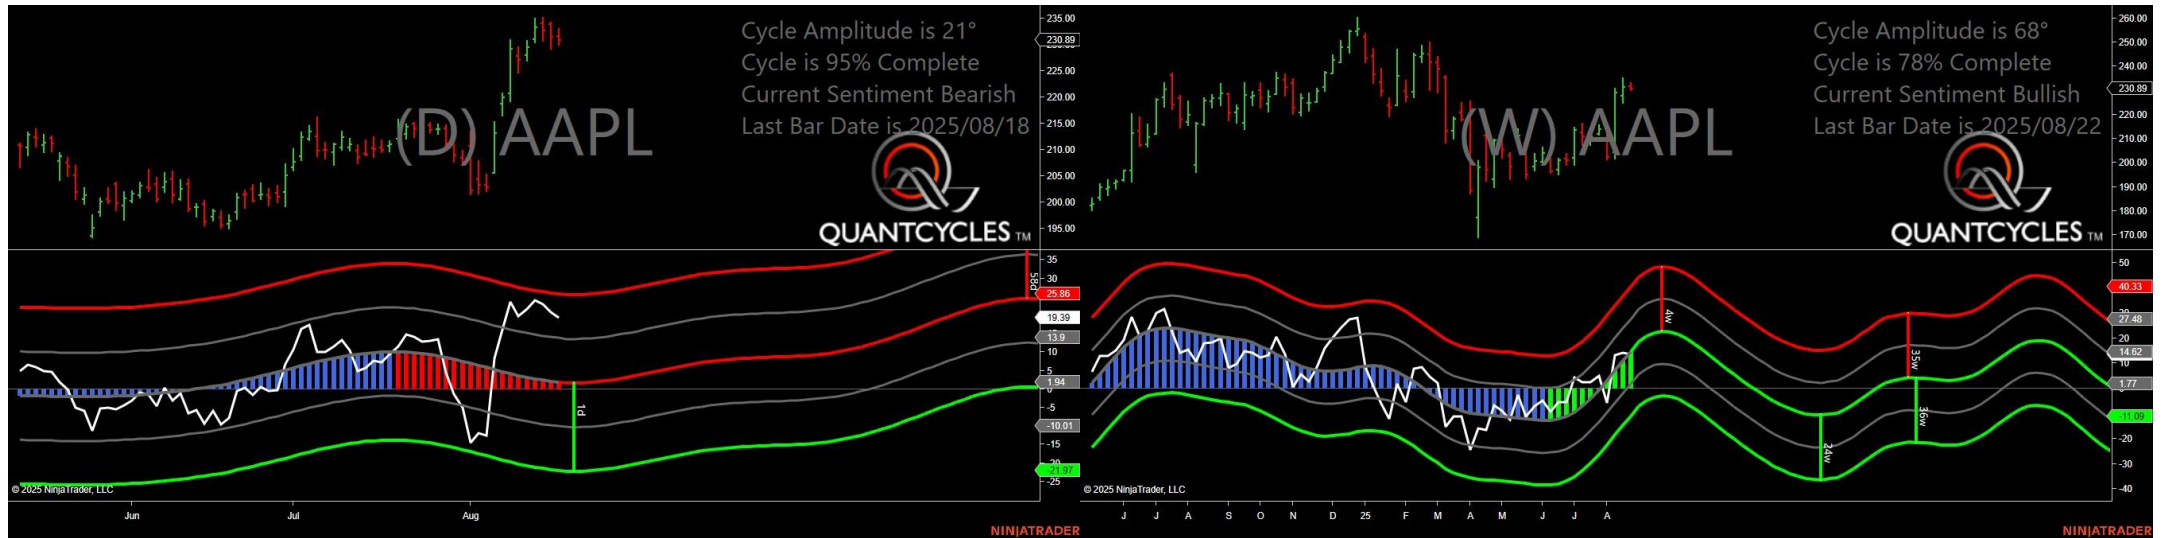 Cycle Amplitude is 21°
Cycle is 95% Complete
Current Sentiment Bearish
Last Bar Date is 2025/08/18
(D) AAPL
QUANTCYCLES TM
235.00
230.89
225.00
220.00
215.00
210.00
205.00
200.00
195.00
35
30
58d
25.86
19.39
13.9
10
5
1.94
0
-5
1d
-10.01
-15
-21.97
-25
© 2025 NinjaTrader, LLC
Jun Jul Aug
NINJATRADER
Cycle Amplitude is 68°
Cycle is 78% Complete
Current Sentiment Bullish
Last Bar Date is 2025/08/22
(W) AAPL
QUANTCYCLES TM
260.00
250.00
240.00
230.89
220.00
210.00
200.00
190.00
180.00
170.00
50
40.33
4w
27.48
20
14.62
35w
10
1.77
-11.09
36w
-20
24w
-30
-40
© 2025 NinjaTrader, LLC
J J A S O N D 25 F M A M J J A
NINJATRADER